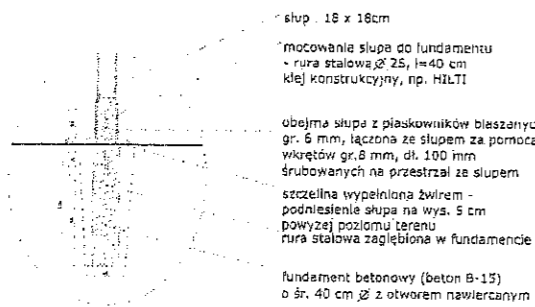 słup . 18 x 18cm
mocowania słupa do fundamentu
- rura stalowa,Ø 25, l=40 cm
klej konstrukcyjny, np. HILTI
obejma słupa z płaskowników blaszanyc
gr. 6 mm, łączona ze słupem za pomocą
wkrętów gr.8 mm, dł. 100 mm
śrubowanych na przestrzał ze słupem
szczelina wypełniona żwirem -
podniesienie słupa na wys. 5 cm
powyżej poziomu terenu
rura stalowa zagłębiona w fundamencie
fundament betonowy (beton B-15)
o śr. 40 cm Ø z otworem nawiercanym